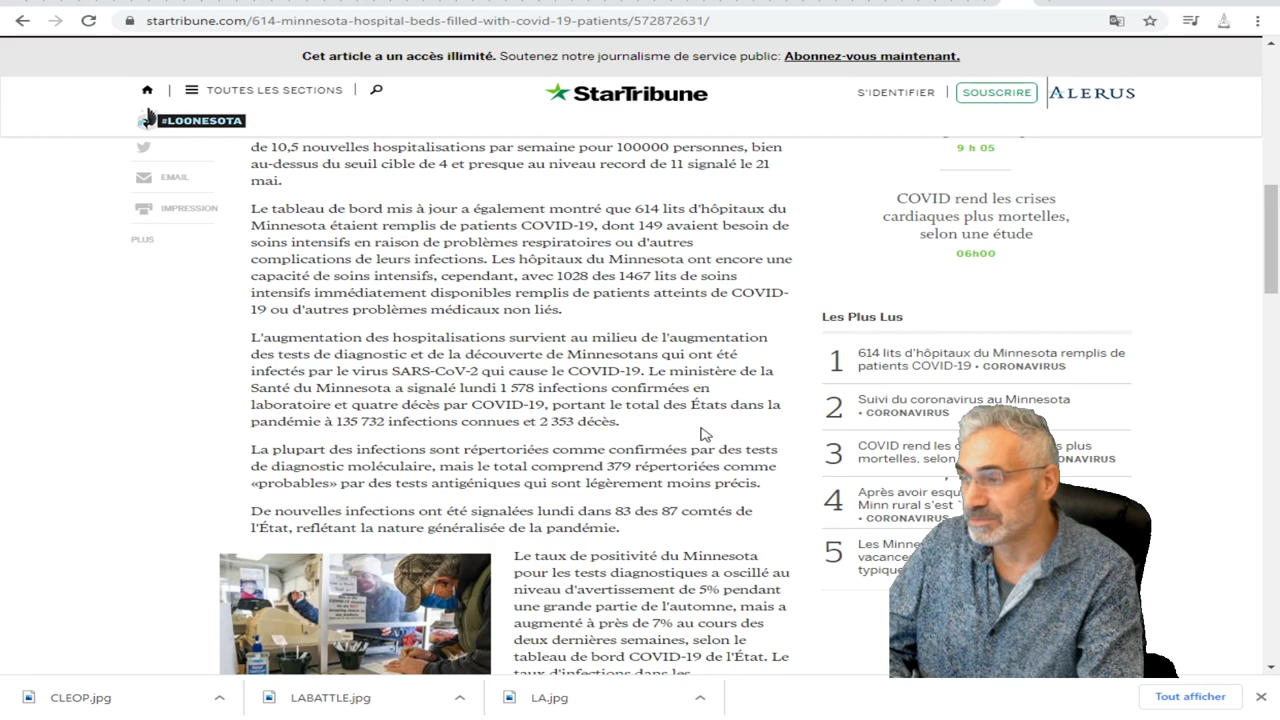 startribune.com/614-minnesota-hospital-beds-filled-with-covid-19-patients/572872631/
Cet article a un accès illimité. Soutenez notre journalisme de service public: Abonnez-vous maintenant.
TOUTES LES SECTIONS
StarTribune
S'IDENTIFIER
SOUSCRIRE
ALERUS
#LOONESOTA
EMAIL
IMPRESSION
PLUS
de 10,5 nouvelles hospitalisations par semaine pour 100000 personnes, bien
au-dessus du seuil cible de 4 et presque au niveau record de 11 signalé le 21
mai.
Le tableau de bord mis à jour a également montré que 614 lits d'hôpitaux du
Minnesota étaient remplis de patients COVID-19, dont 149 avaient besoin de
soins intensifs en raison de problèmes respiratoires ou d'autres
complications de leurs infections. Les hôpitaux du Minnesota ont encore une
capacité de soins intensifs, cependant, avec 1028 des 1467 lits de soins
intensifs immédiatement disponibles remplis de patients atteints de COVID-
19 ou d'autres problèmes médicaux non liés.
L'augmentation des hospitalisations survient au milieu de l'augmentation
des tests de diagnostic et de la découverte de Minnesotans qui ont été
infectés par le virus SARS-CoV-2 qui cause le COVID-19. Le ministère de la
Santé du Minnesota a signalé lundi 1 578 infections confirmées en
laboratoire et quatre décès par COVID-19, portant le total des États dans la
pandémie à 135 732 infections connues et 2 353 décès.
La plupart des infections sont répertoriées comme confirmées par des tests
de diagnostic moléculaire, mais le total comprend 379 répertoriées comme
«probables» par des tests antigéniques qui sont légèrement moins précis.
De nouvelles infections ont été signalées lundi dans 83 des 87 comtés de
l'État, reflétant la nature généralisée de la pandémie.
Le taux de positivité du Minnesota
pour les tests diagnostiques a oscillé au
niveau d'avertissement de 5% pendant
une grande partie de l'automne, mais a
augmenté à près de 7% au cours des
deux dernières semaines, selon le
tableau de bord COVID-19 de l'État. Le
taux d'infections dans les
9 h 05
COVID rend les crises
cardiaques plus mortelles,
selon une étude
06h00
Les Plus Lus
1 614 lits d'hôpitaux du Minnesota remplis de
patients COVID-19 • CORONAVIRUS
2 Suivi du coronavirus au Minnesota
• CORONAVIRUS
3 COVID rend les plus
mortelles, selon CORONAVIRUS
4 Après avoir
Minn rural s'est
• CORONAVIRUS
5 Les
CLEOP.jpg
LABATTLE.jpg
LA.jpg
Tout afficher